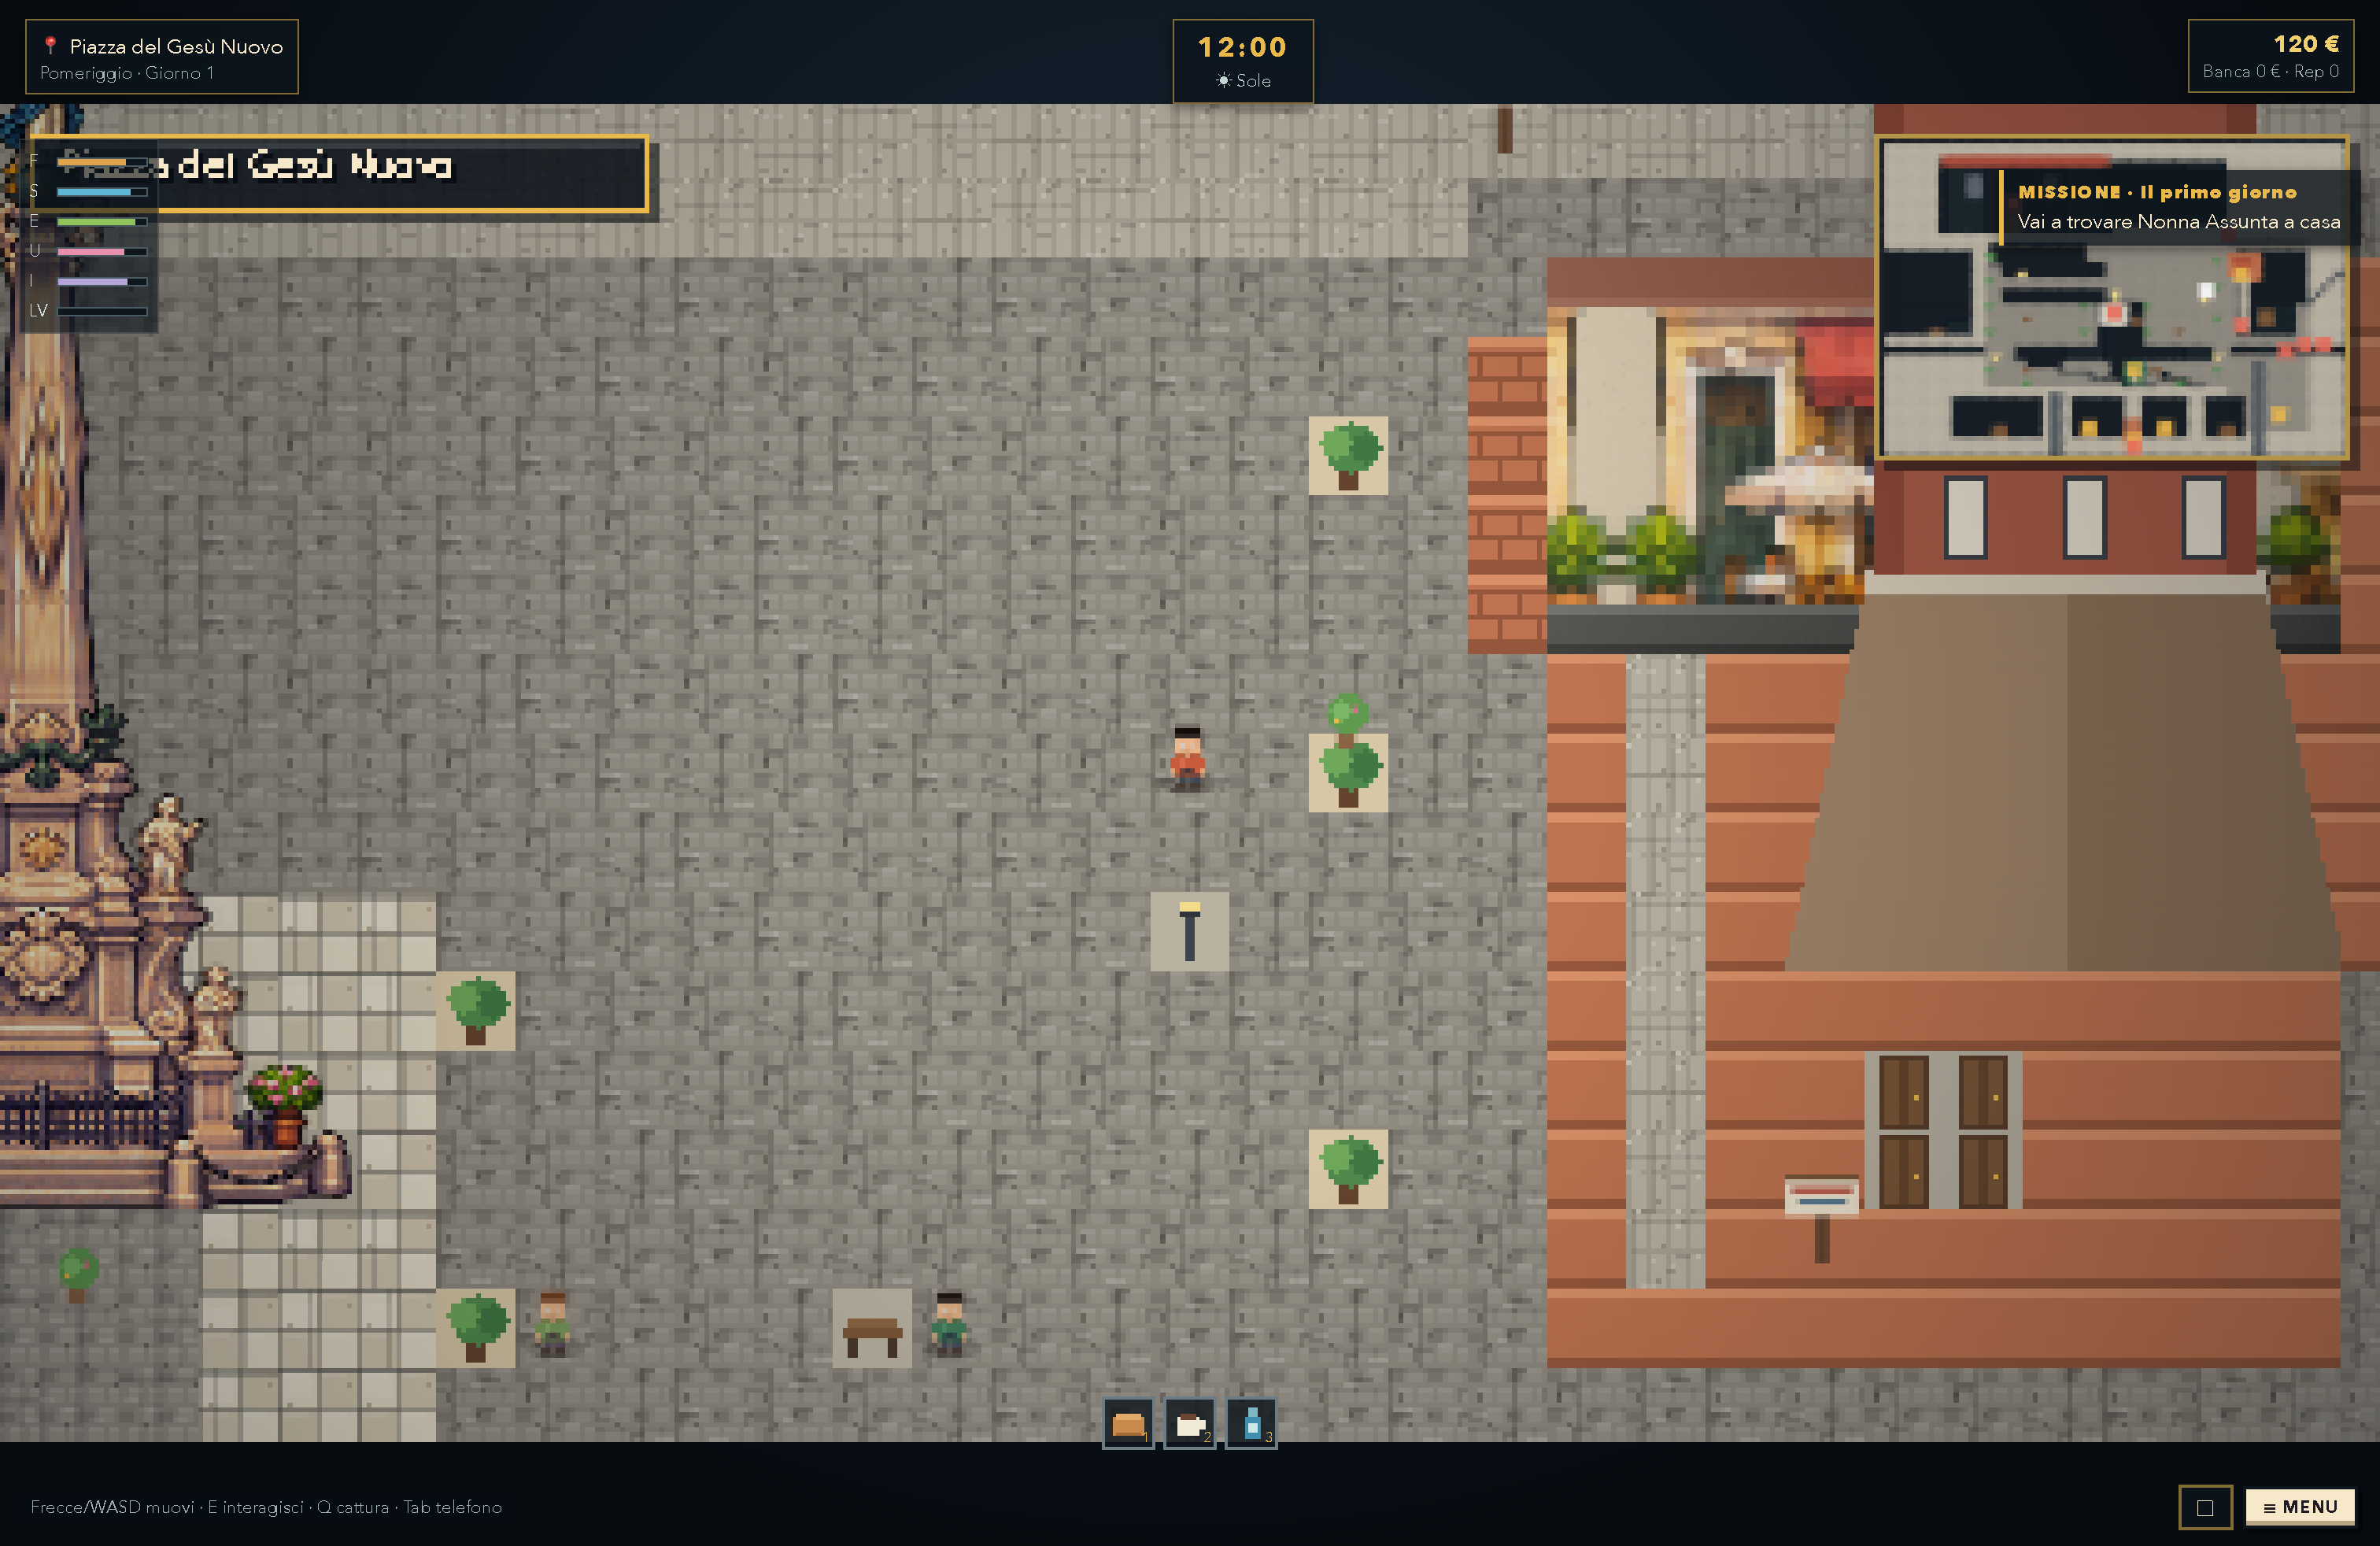 Piazza del Gesù Nuovo
Pomeriggio · Giorno 1
12:00
Sole
120 €
Banca 0 € · Rep 0
del Gesù Nuovo
F
S
E
U
I
LV
MISSIONE · Il primo giorno
Vai a trovare Nonna Assunta a casa
1
2
3
Frecce/WASD muovi · E interagisci · Q cattura · Tab telefono
≡ MENU